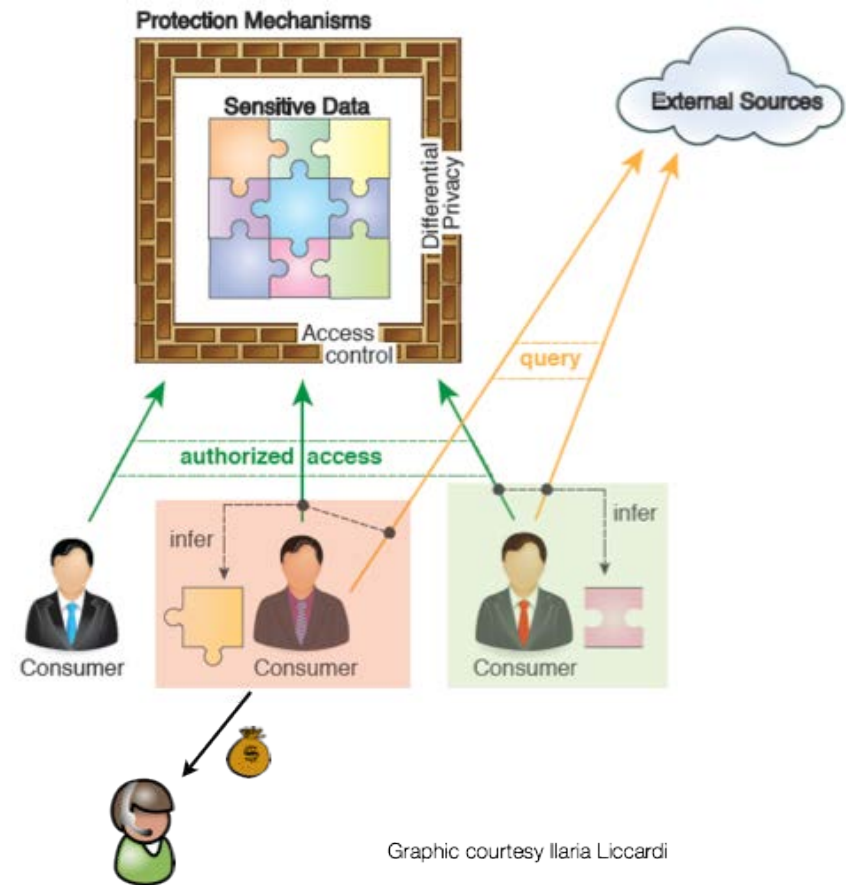 Protection Mechanisms
External Sources
Sensitive Data
Differential
Privacy
Access
control
query
authorized access
infer
infer
Consumer
Consumer
Consumer
$
Graphic courtesy Ilaria Liccardi